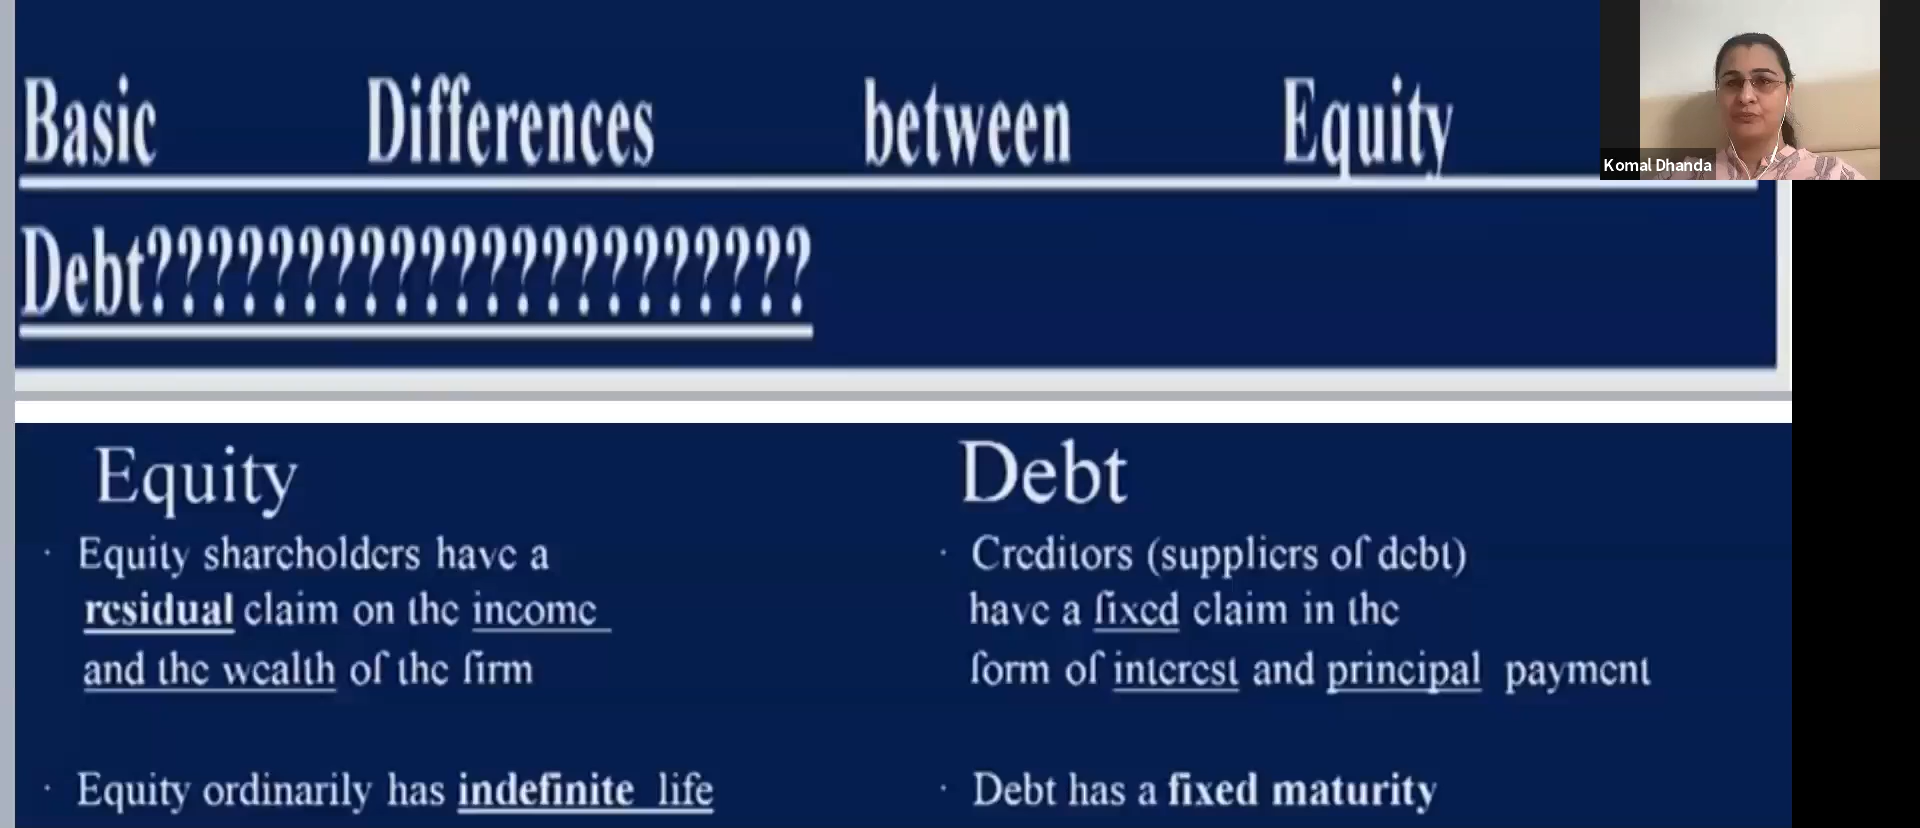 Basic Differences between Equity
Debt??????????????????????
Komal Dhanda
Equity
· Equity shareholders have a
residual claim on the income
and the wealth of the firm
· Equity ordinarily has indefinite life
Debt
· Creditors (suppliers of debt)
have a fixed claim in the
form of interest and principal payment
· Debt has a fixed maturity